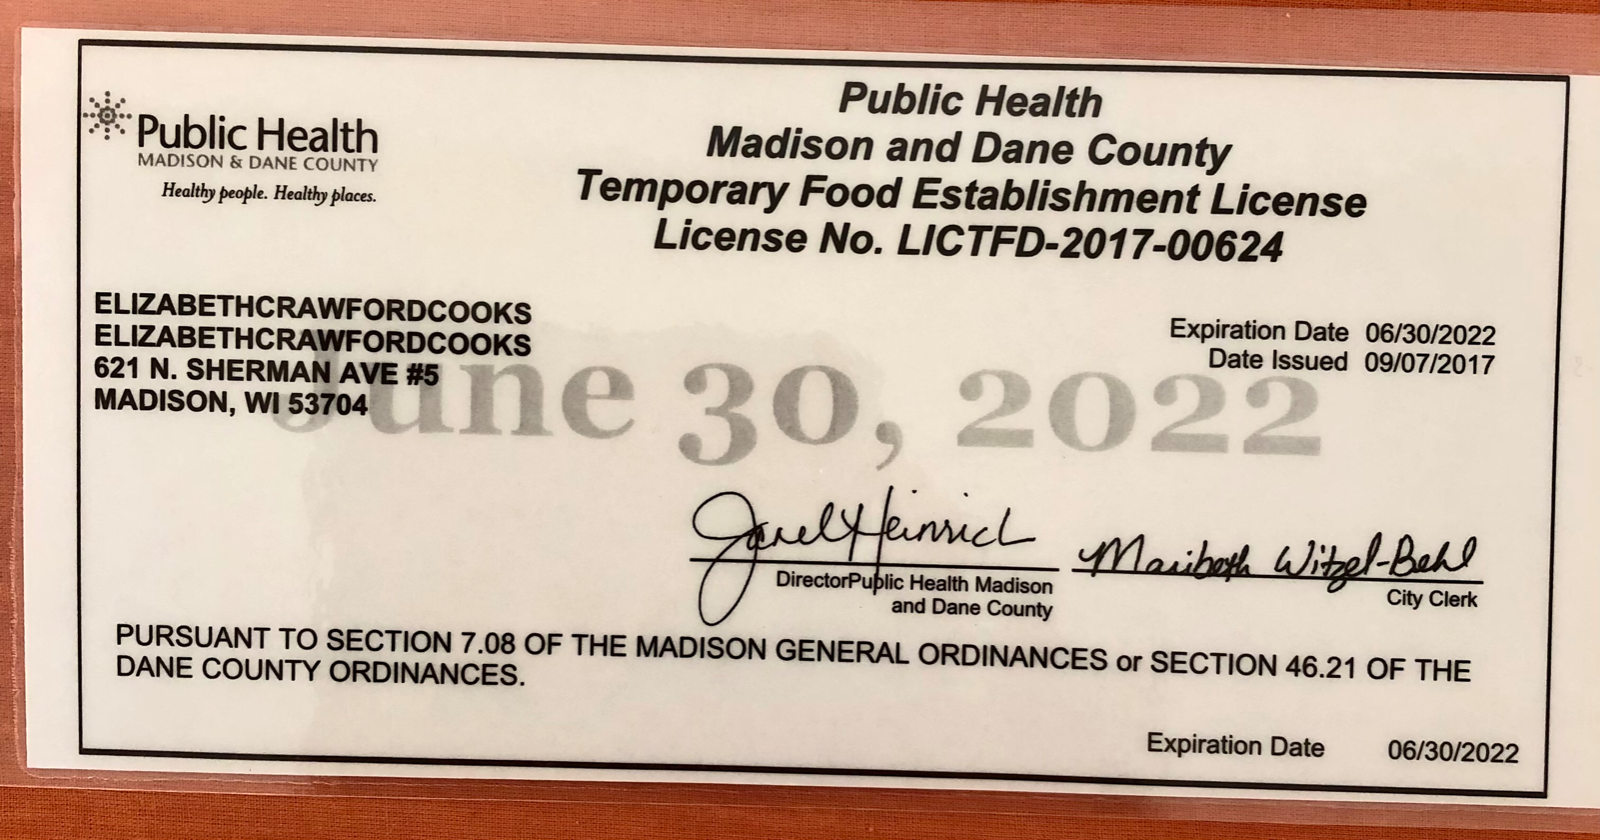 Public Health
MADISON & DANE COUNTY
Healthy people. Healthy places.
Public Health
Madison and Dane County
Temporary Food Establishment License
License No. LICTFD-2017-00624
ELIZABETHCRAWFORDCOOKS
ELIZABETHCRAWFORDCOOKS
621 N. SHERMAN AVE #5
MADISON, WI 53704
Expiration Date 06/30/2022
Date Issued 09/07/2017
June 30, 2022
Janel Heinrich
DirectorPublic Health Madison
and Dane County
Maribeth Witzel-Behl
City Clerk
PURSUANT TO SECTION 7.08 OF THE MADISON GENERAL ORDINANCES or SECTION 46.21 OF THE
DANE COUNTY ORDINANCES.
Expiration Date 06/30/2022